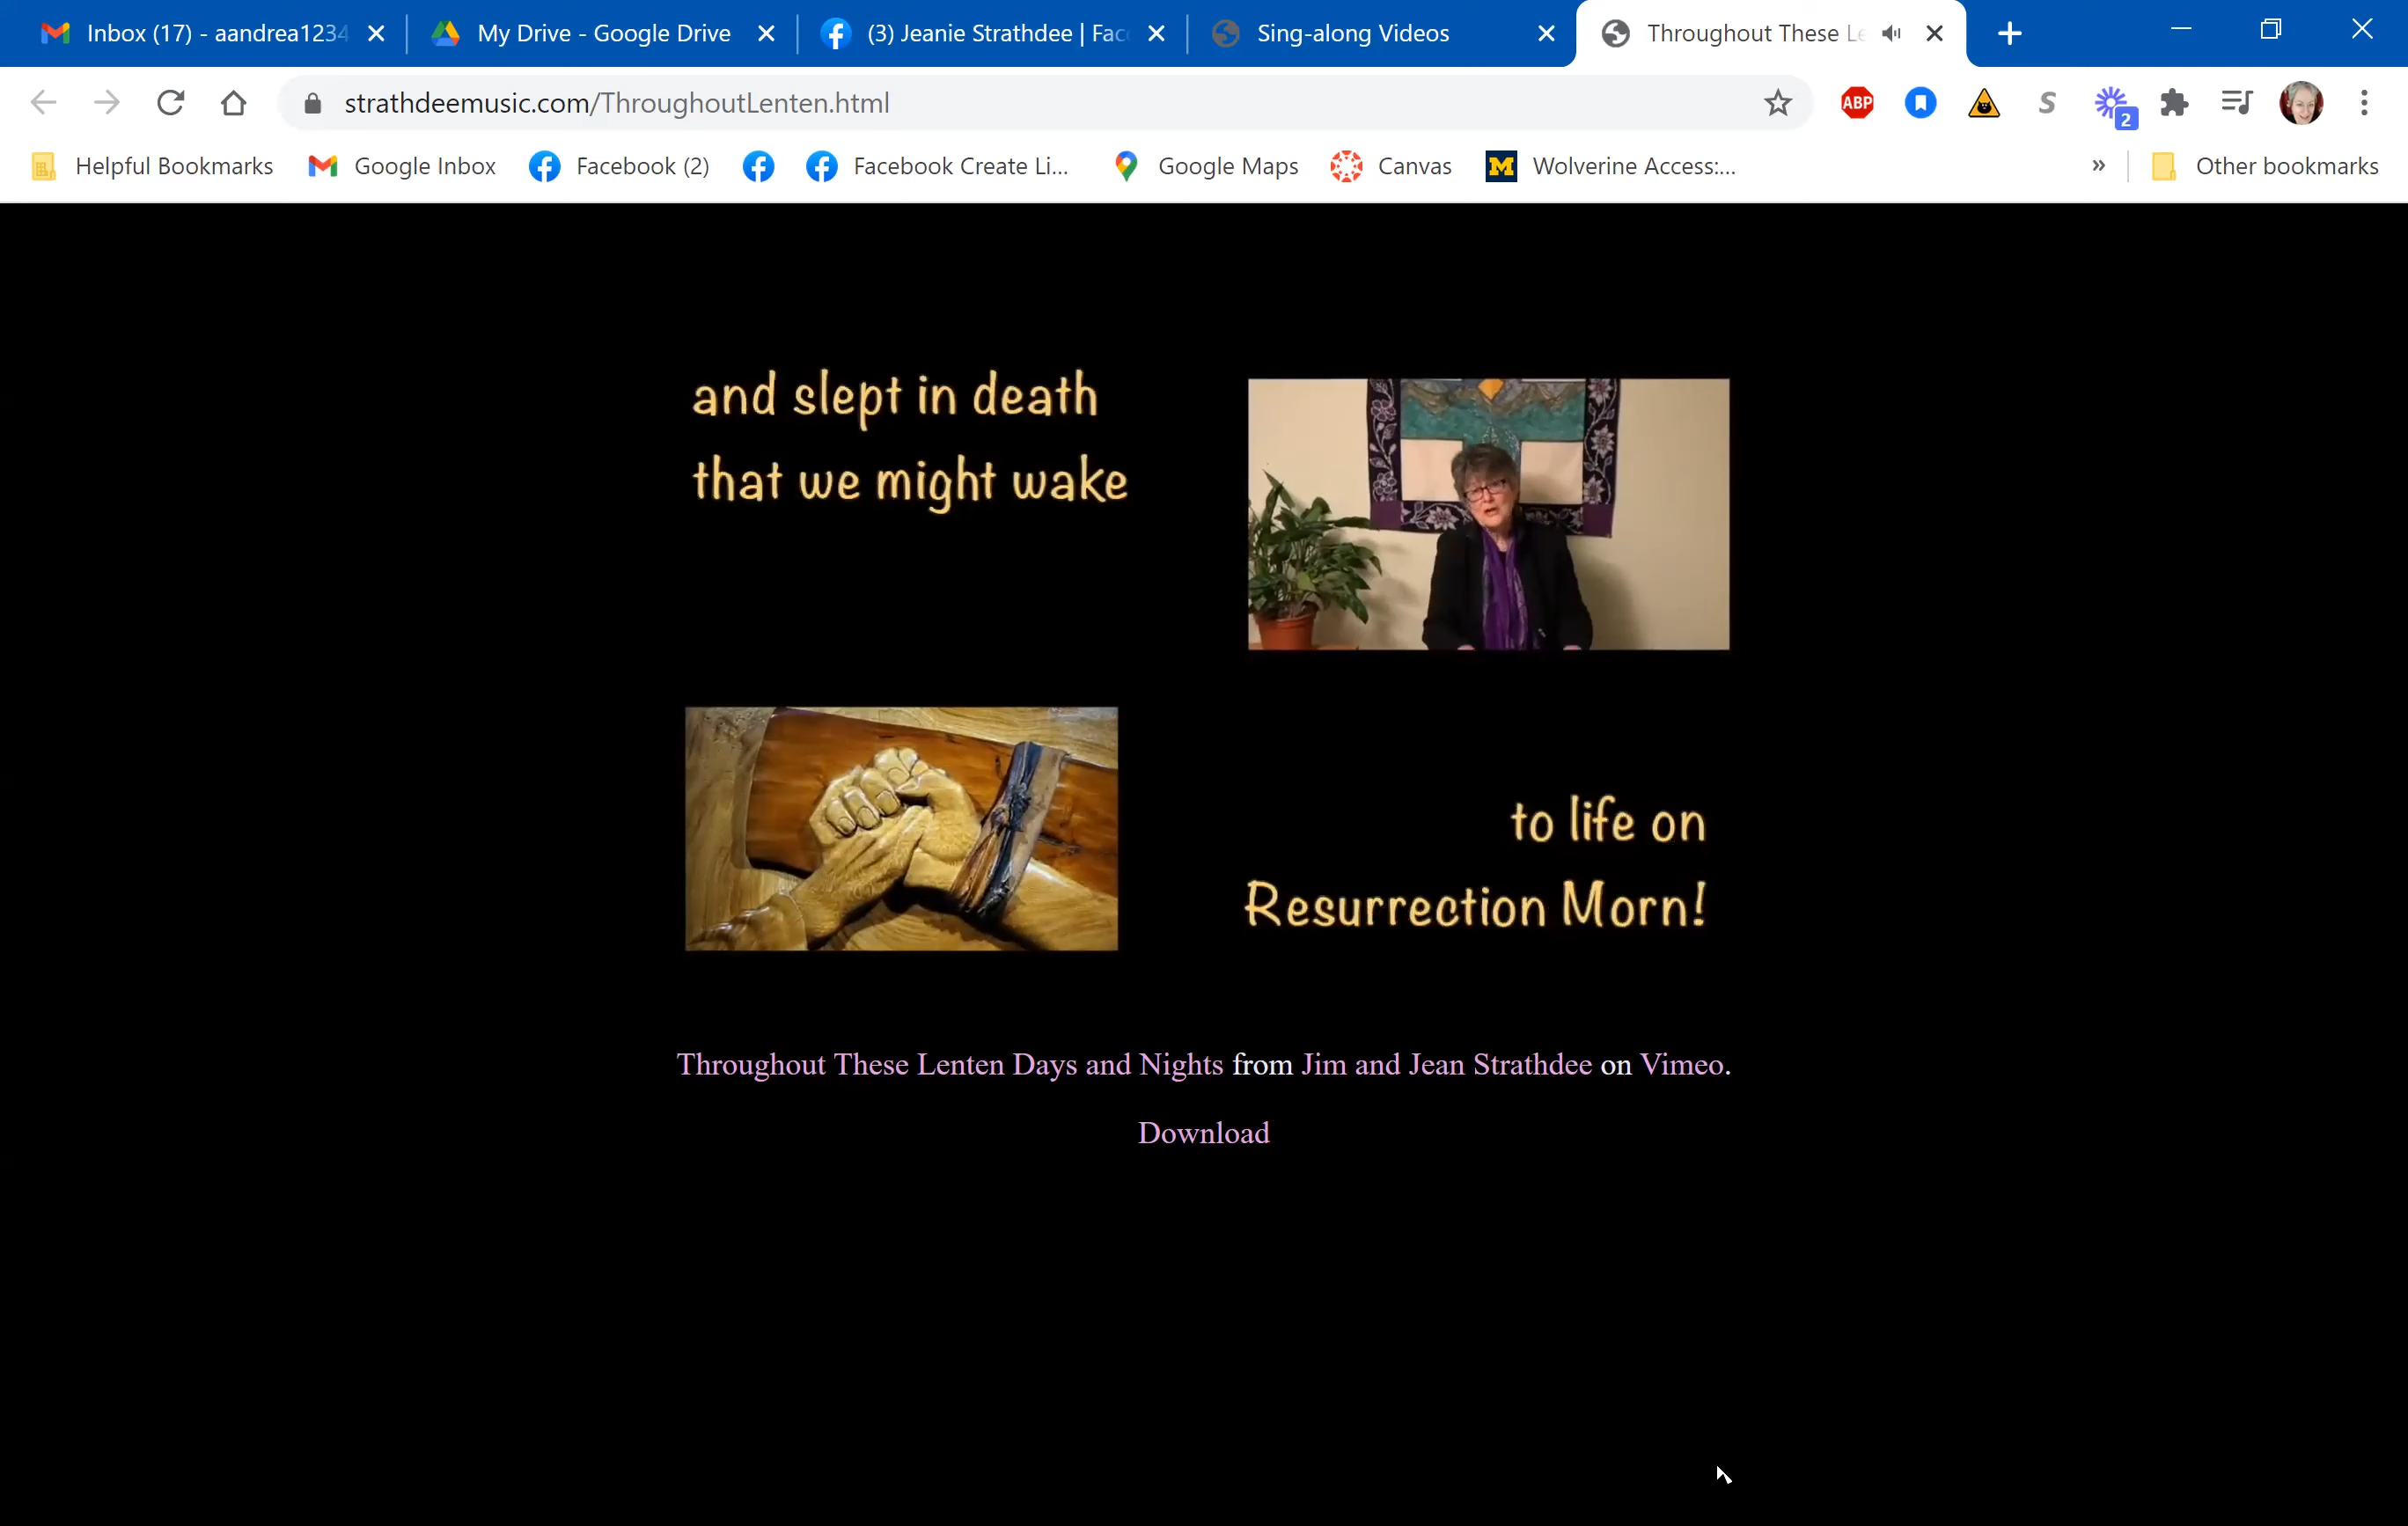 Inbox (17) - aandrea1234
My Drive - Google Drive
(3) Jeanie Strathdee | Fac
Sing-along Videos
Throughout These Le
strathdeemusic.com/ThroughoutLenten.html
ABP
S
2
Helpful Bookmarks
Google Inbox
Facebook (2)
Facebook Create Li...
Google Maps
Canvas
M
Wolverine Access:...
»
Other bookmarks
and slept in death
that we might wake
to life on
Resurrection Morn!
Throughout These Lenten Days and Nights from Jim and Jean Strathdee on Vimeo.
Download